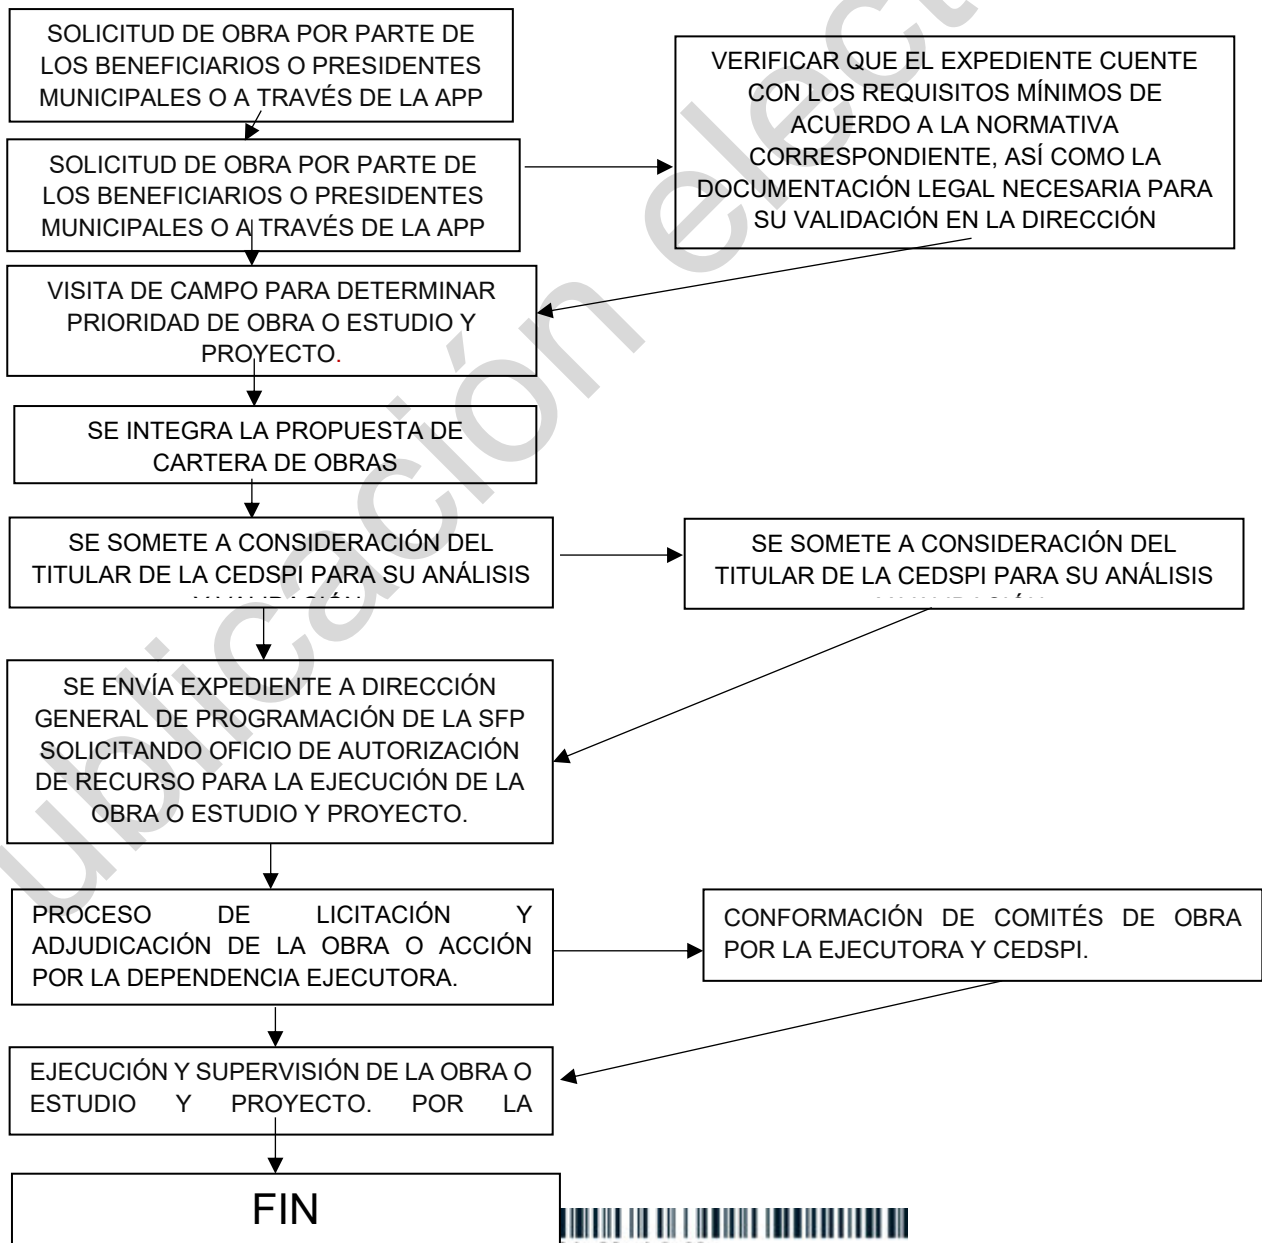 SOLICITUD DE OBRA POR PARTE DE
LOS BENEFICIARIOS O PRESIDENTES
MUNICIPALES O A TRAVÉS DE LA APP
VERIFICAR QUE EL EXPEDIENTE CUENTE
CON LOS REQUISITOS MÍNIMOS DE
ACUERDO A LA NORMATIVA
CORRESPONDIENTE, ASÍ COMO LA
DOCUMENTACIÓN LEGAL NECESARIA PARA
SU VALIDACIÓN EN LA DIRECCIÓN
SOLICITUD DE OBRA POR PARTE DE
LOS BENEFICIARIOS O PRESIDENTES
MUNICIPALES O A TRAVÉS DE LA APP
VISITA DE CAMPO PARA DETERMINAR
PRIORIDAD DE OBRA O ESTUDIO Y
PROYECTO.
SE INTEGRA LA PROPUESTA DE
CARTERA DE OBRAS
SE SOMETE A CONSIDERACIÓN DEL
TITULAR DE LA CEDSPI PARA SU ANÁLISIS
SE SOMETE A CONSIDERACIÓN DEL
TITULAR DE LA CEDSPI PARA SU ANÁLISIS
SE ENVÍA EXPEDIENTE A DIRECCIÓN
GENERAL DE PROGRAMACIÓN DE LA SFP
SOLICITANDO OFICIO DE AUTORIZACIÓN
DE RECURSO PARA LA EJECUCIÓN DE LA
OBRA O ESTUDIO Y PROYECTO.
PROCESO DE LICITACIÓN Y
ADJUDICACIÓN DE LA OBRA O ACCIÓN
POR LA DEPENDENCIA EJECUTORA.
CONFORMACIÓN DE COMITÉS DE OBRA
POR LA EJECUTORA Y CEDSPI.
EJECUCIÓN Y SUPERVISIÓN DE LA OBRA O
ESTUDIO Y PROYECTO. POR LA
FIN
ublicación elect